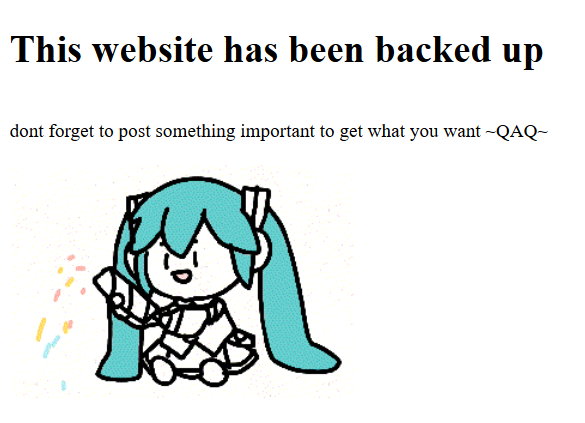 This website has been backed up
dont forget to post something important to get what you want ~QAQ~